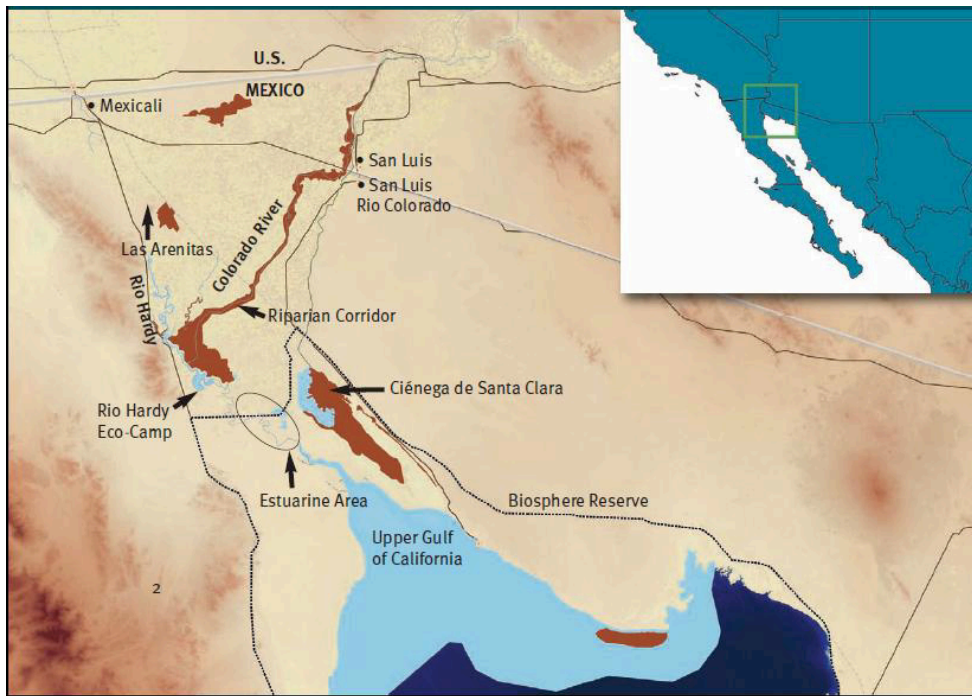 U.S.
MEXICO
Mexicali
San Luis
San Luis
Rio Colorado
Colorado River
Las Arenitas
Rio Hardy
Riparian Corridor
Ciénega de Santa Clara
Rio Hardy
Eco-Camp
Estuarine Area
Biosphere Reserve
Upper Gulf
of California
2